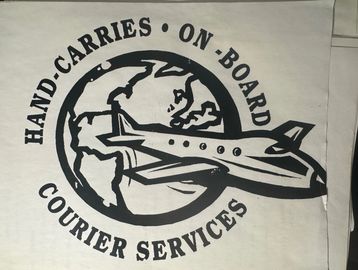 HAND-CARRIES • ON-BOARD
COURIER SERVICES